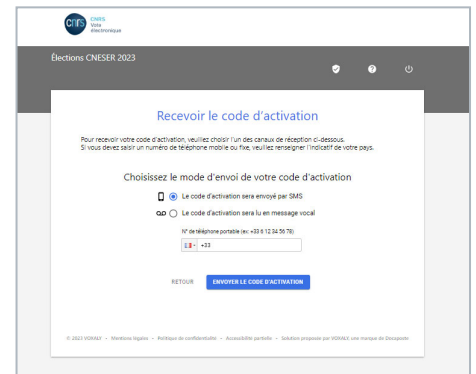 cnrs
CNRS
Vote
électronique
Élections CNESER 2023
Recevoir le code d'activation
Pour recevoir votre code d'activation, veuillez choisir l'un des canaux de réception ci-dessous.
Si vous devez saisir un numéro de téléphone mobile ou fixe, veuillez renseigner l'indicatif de votre pays.
Choisissez le mode d'envoi de votre code d'activation
Le code d'activation sera envoyé par SMS
Le code d'activation sera lu en message vocal
N° de téléphone portable (ex: +33 6 12 34 56 78)
+33
RETOUR ENVOYER LE CODE D'ACTIVATION
© 2023 VOXALY - Mentions légales - Politique de confidentialité - Accessibilité partielle - Solution proposée par VOXALY, une marque de Docaposte